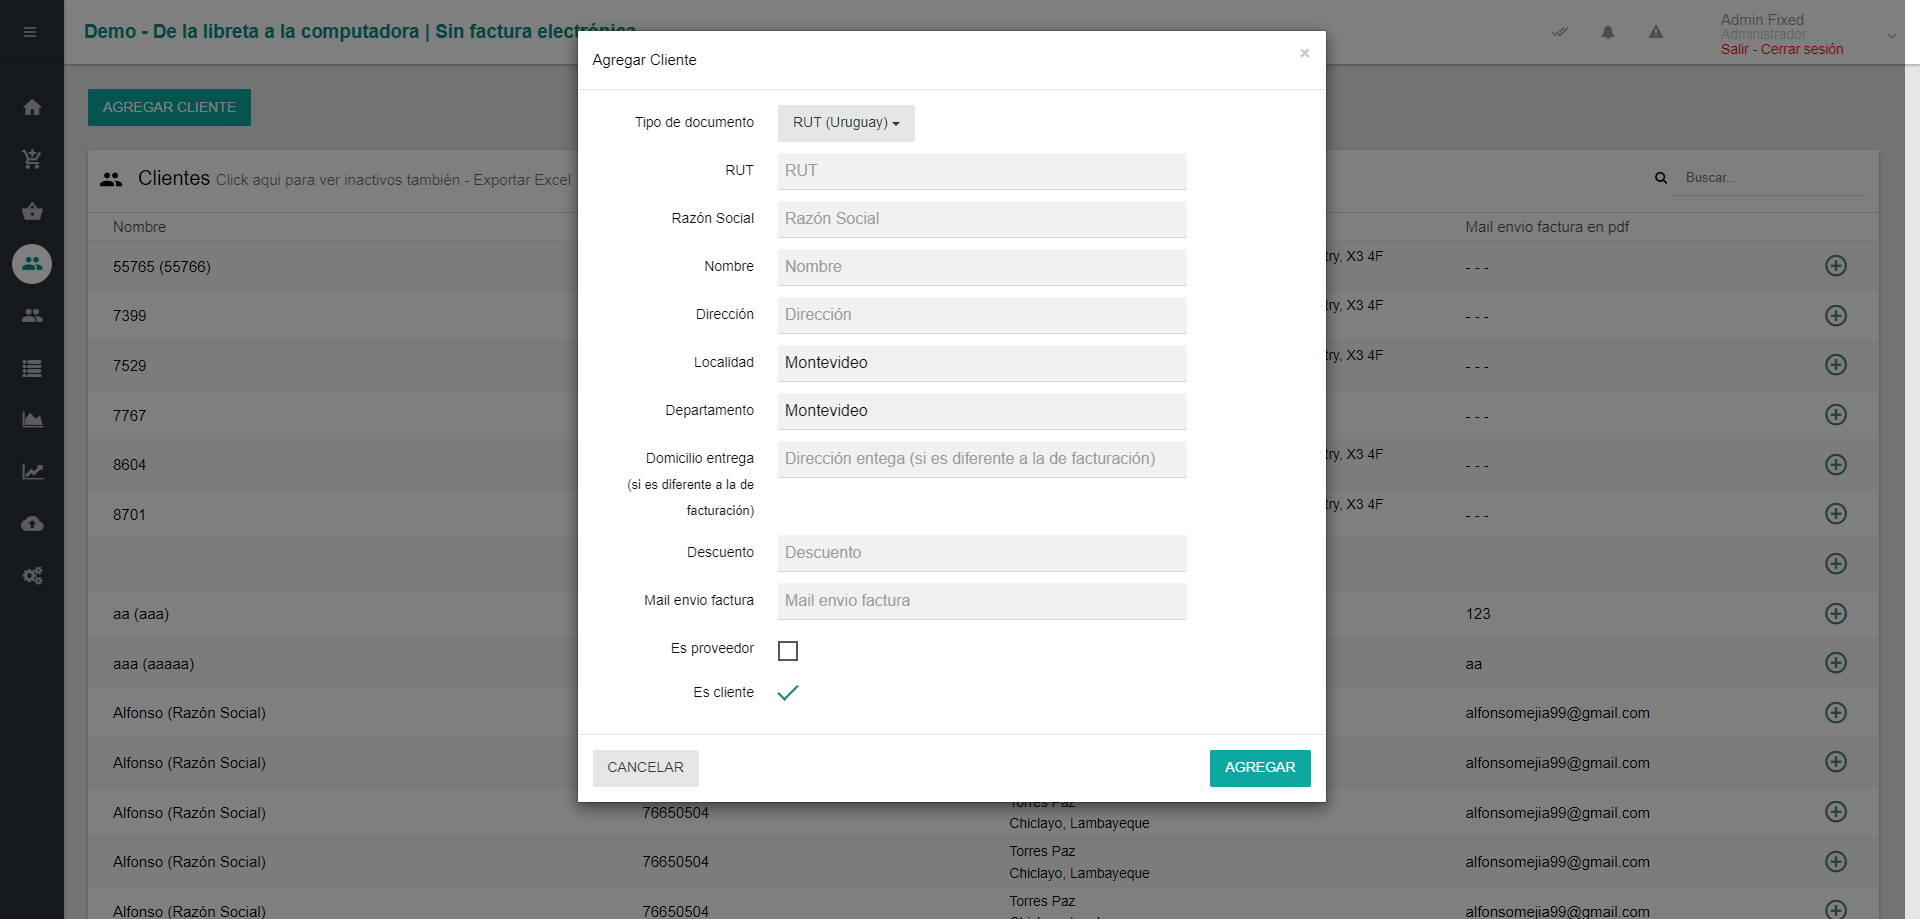 Demo - De la libreta a la computadora | Sin factura electrónica
Admin Fixed
Administrador
Salir - Cerrar sesión
AGREGAR CLIENTE
Clientes Click aqui para ver inactivos también - Exportar Excel
Buscar...
Nombre
Mail envio factura en pdf
55765 (55766)
try, X3 4F
- - -
7399
try, X3 4F
- - -
7529
try, X3 4F
- - -
7767
- - -
8604
try, X3 4F
- - -
8701
try, X3 4F
- - -
aa (aaa)
123
aaa (aaaaa)
aa
Alfonso (Razón Social)
alfonsomejia99@gmail.com
Alfonso (Razón Social)
alfonsomejia99@gmail.com
Alfonso (Razón Social)
76650504
Torres Paz
Chiclayo, Lambayeque
alfonsomejia99@gmail.com
Alfonso (Razón Social)
76650504
Torres Paz
Chiclayo, Lambayeque
alfonsomejia99@gmail.com
Alfonso (Razón Social)
76650504
Torres Paz
alfonsomejia99@gmail.com
Agregar Cliente
×
Tipo de documento
RUT (Uruguay)
RUT
RUT
Razón Social
Razón Social
Nombre
Nombre
Dirección
Dirección
Localidad
Montevideo
Departamento
Montevideo
Domicilio entrega
(si es diferente a la de
facturación)
Dirección entega (si es diferente a la de facturación)
Descuento
Descuento
Mail envio factura
Mail envio factura
Es proveedor
Es cliente
CANCELAR
AGREGAR